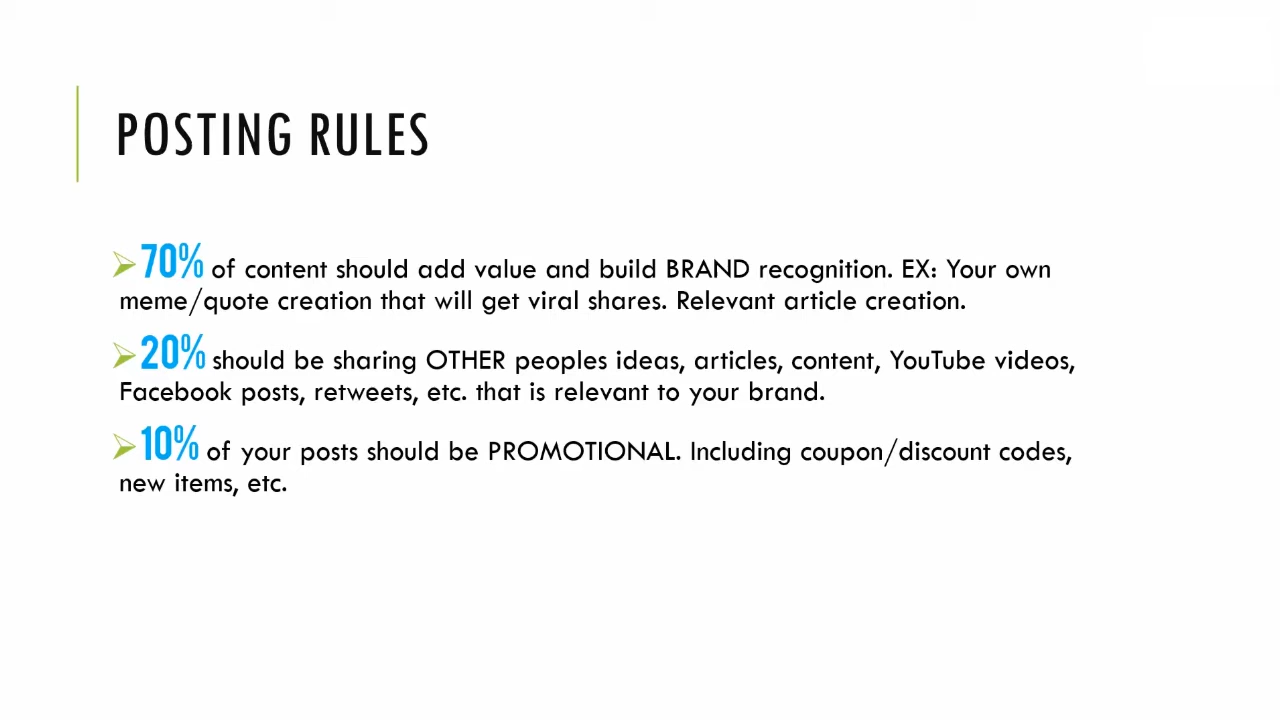 POSTING RULES
70% of content should add value and build BRAND recognition. EX: Your own
meme/quote creation that will get viral shares. Relevant article creation.
20% should be sharing OTHER peoples ideas, articles, content, YouTube videos,
Facebook posts, retweets, etc. that is relevant to your brand.
10% of your posts should be PROMOTIONAL. Including coupon/discount codes,
new items, etc.